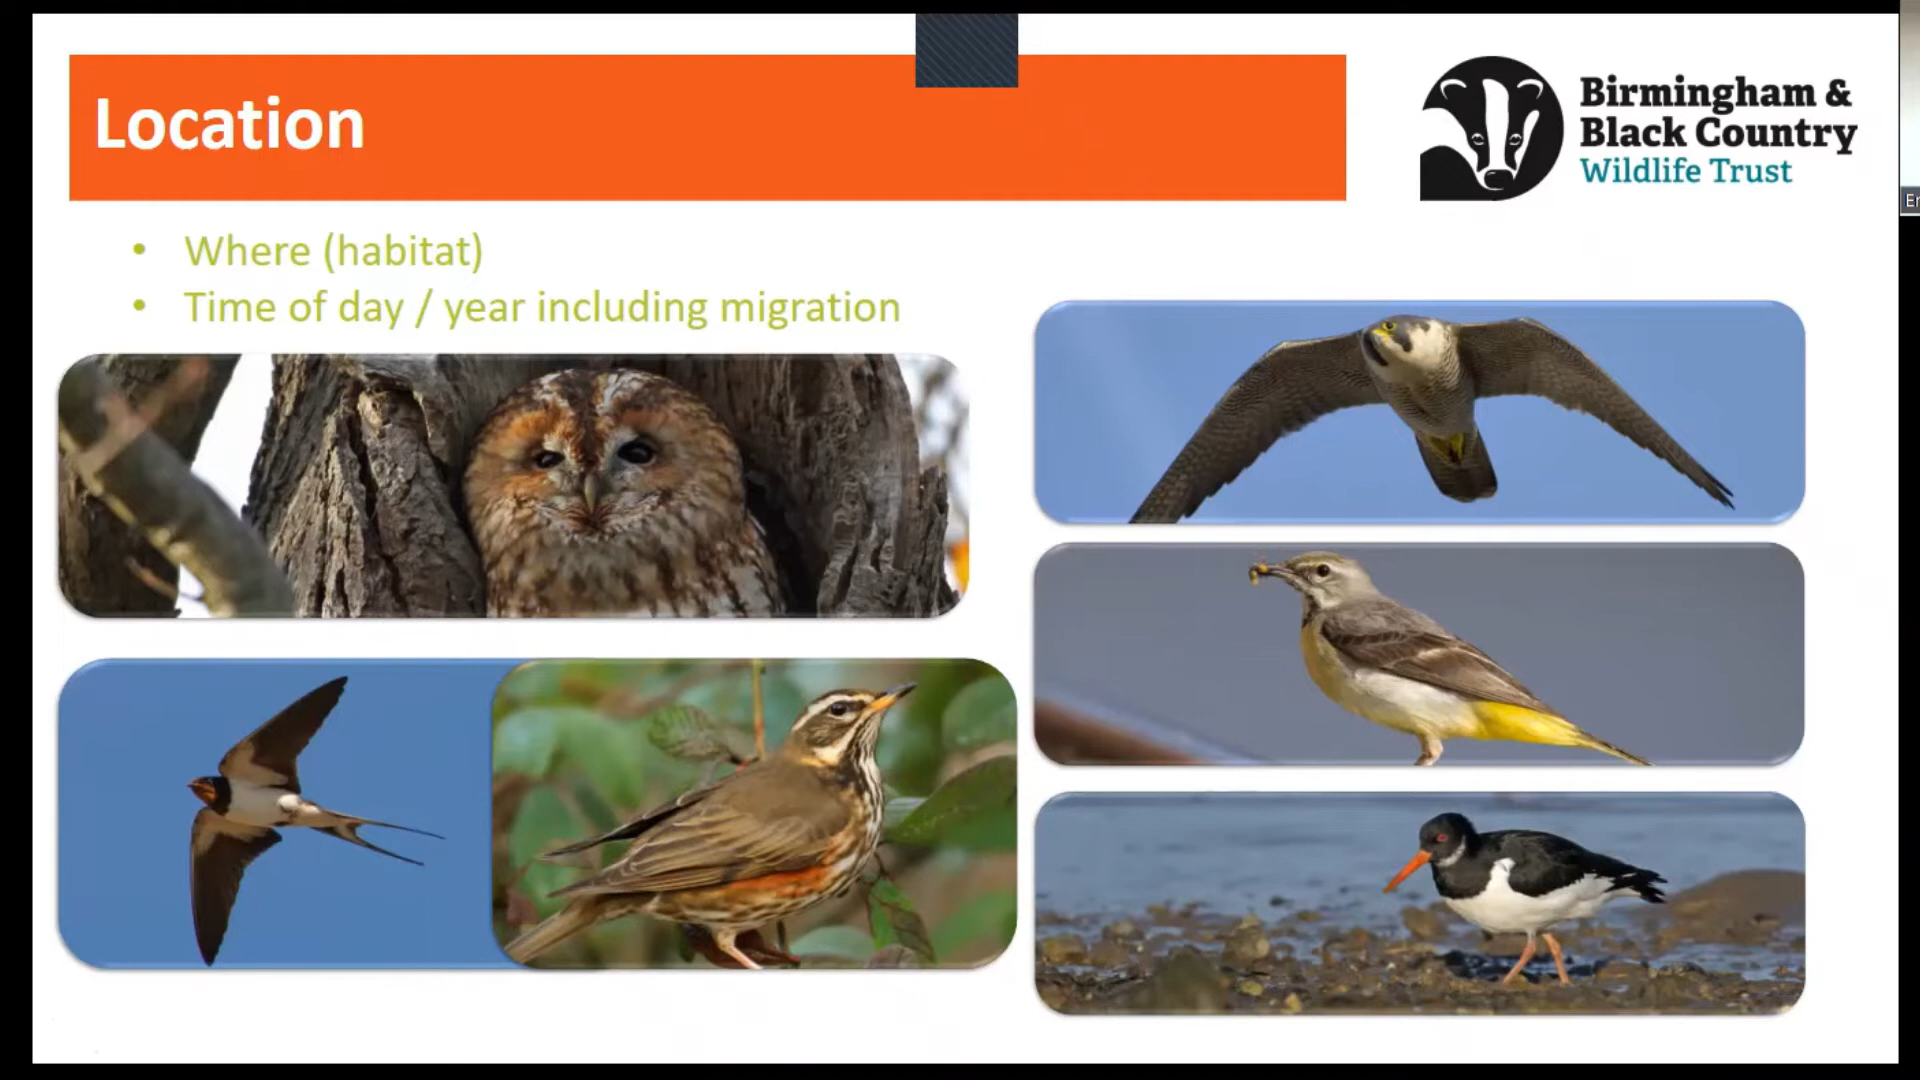 Location
Birmingham &
Black Country
Wildlife Trust
• Where (habitat)
• Time of day / year including migration